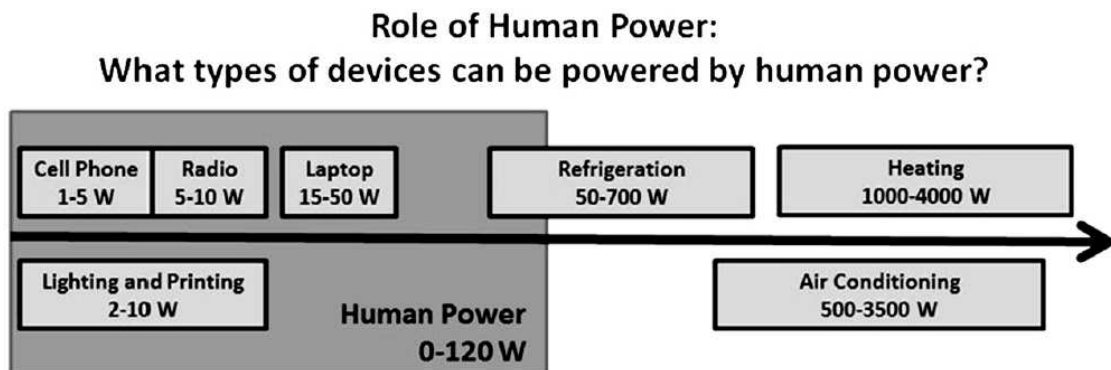 Role of Human Power:
What types of devices can be powered by human power?
Cell Phone
1-5 W
Radio
5-10 W
Laptop
15-50 W
Refrigeration
50-700 W
Heating
1000-4000 W
Lighting and Printing
2-10 W
Human Power
0-120 W
Air Conditioning
500-3500 W